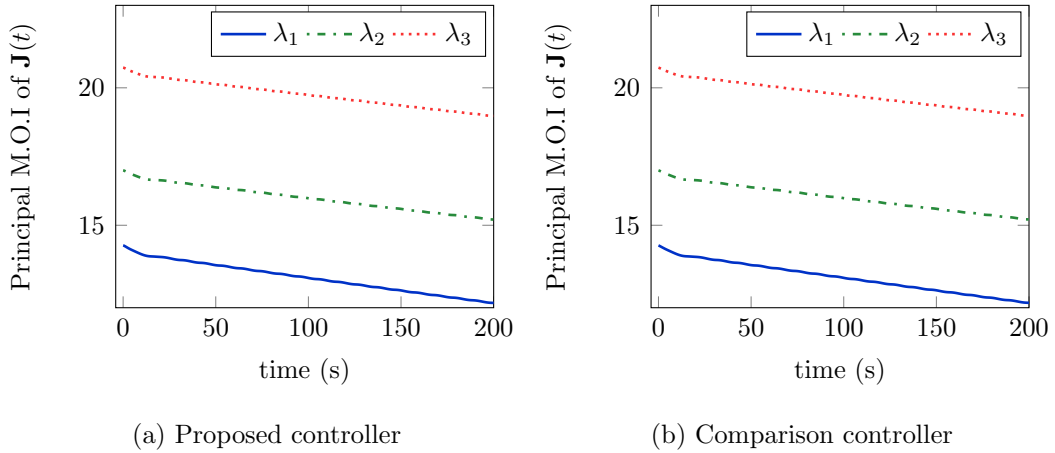 Principal M.O.I of J(t)
λ1 λ2 λ3
20
15
0 50 100 150 200
time (s)
(a) Proposed controller
Principal M.O.I of J(t)
λ1 λ2 λ3
20
15
0 50 100 150 200
time (s)
(b) Comparison controller